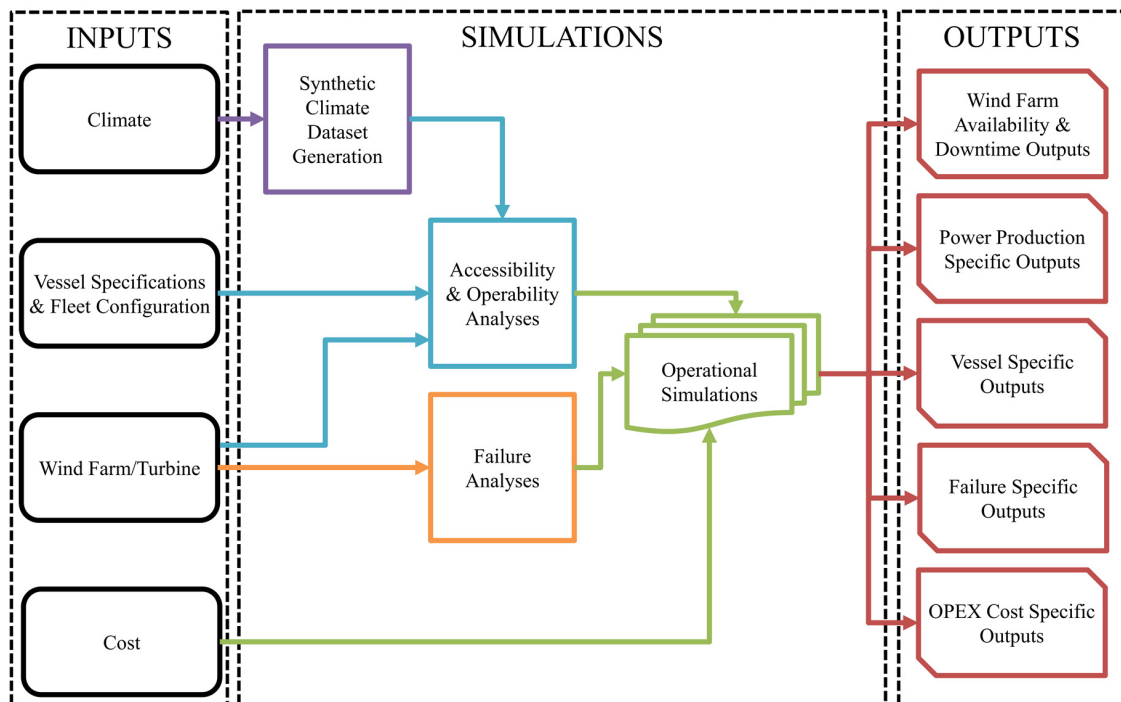 INPUTS
Climate
Vessel Specifications
& Fleet Configuration
Wind Farm/Turbine
Cost
SIMULATIONS
Synthetic
Climate
Dataset
Generation
Accessibility
& Operability
Analyses
Failure
Analyses
Operational
Simulations
OUTPUTS
Wind Farm
Availability &
Downtime Outputs
Power Production
Specific Outputs
Vessel Specific
Outputs
Failure Specific
Outputs
OPEX Cost Specific
Outputs